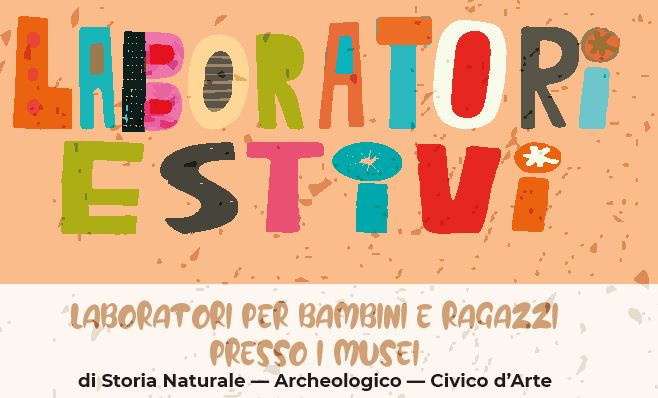 LABORATORi
ESTiVi
LABORATORI PER BAMBINI E RAGAZZI
PRESSO I MUSEI
di Storia Naturale — Archeologico — Civico d'Arte